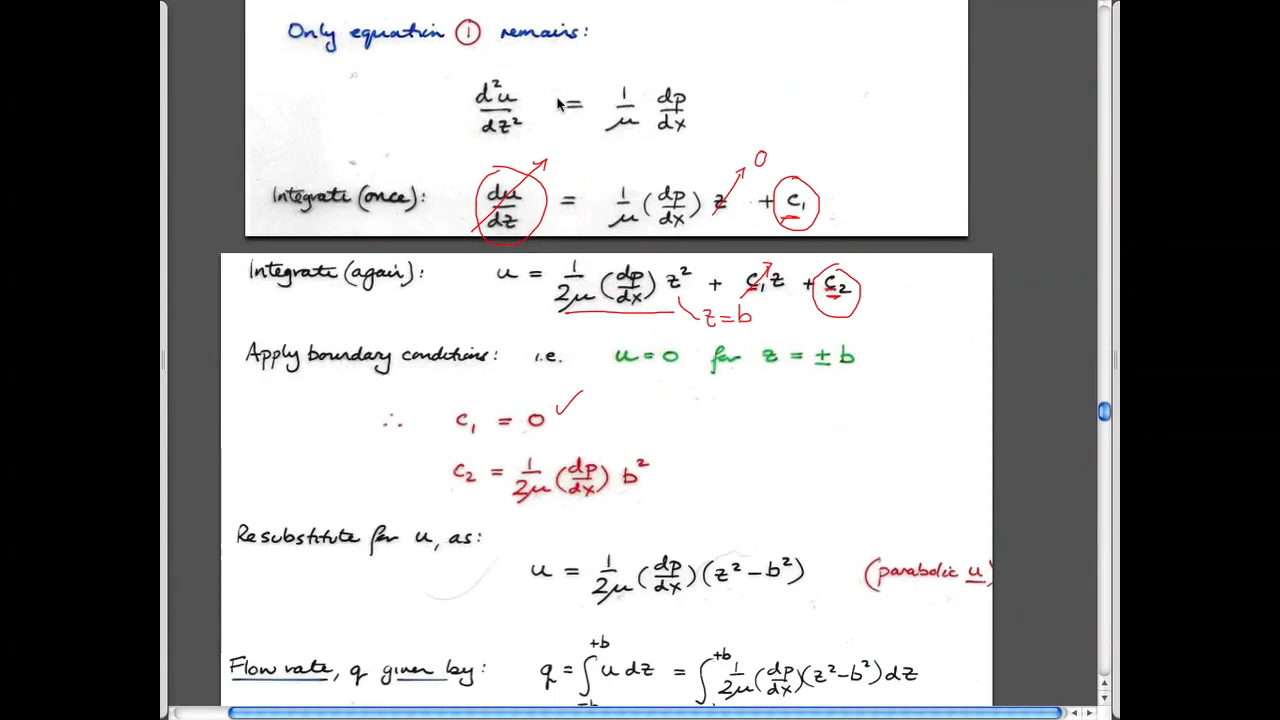 Only equation ① remains:
d²u/dz² = 1/μ dp/dx
Integrate (once): du/dz = 1/μ (dp/dx) z + c₁
0
Integrate (again): u = 1/2μ (dp/dx) z² + c₁z + c₂
z=b
Apply boundary conditions: i.e. u=0 for z = ± b
∴ c₁ = 0 ✓
c₂ = 1/2μ (dp/dx) b²
Resubstitute for u, as:
u = 1/2μ (dp/dx)(z² − b²) (parabolic u)
Flow rate, q given by: q = ∫₋b⁺ᵇ u dz = ∫⁺ᵇ 1/2μ (dp/dx)(z²−b²) dz